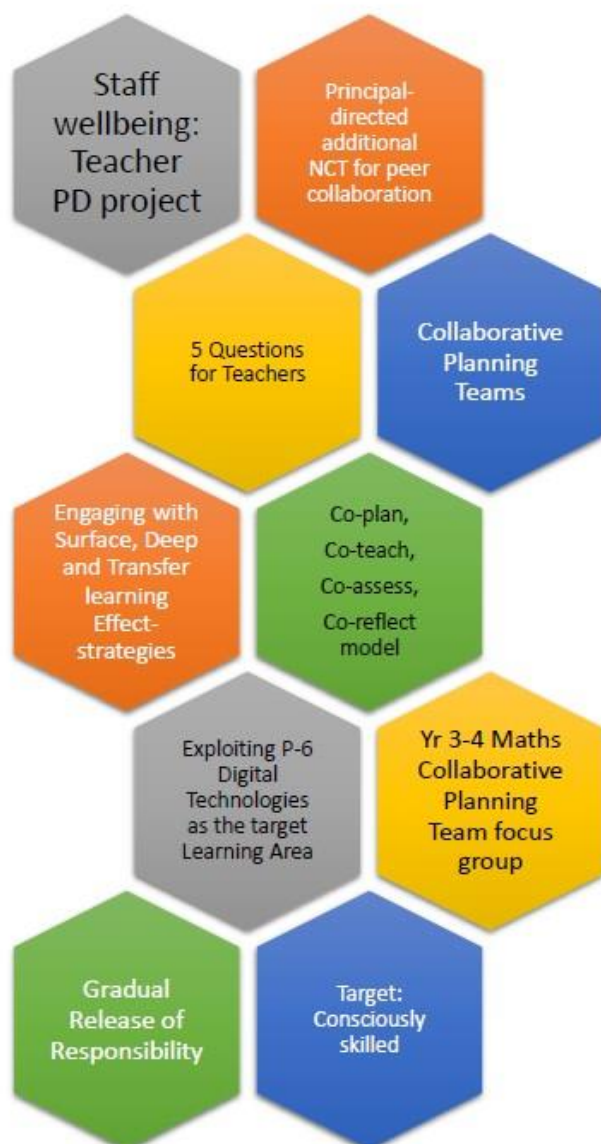 Staff
wellbeing:
Teacher
PD project
Principal-
directed
additional
NCT for peer
collaboration
5 Questions
for Teachers
Collaborative
Planning
Teams
Engaging with
Surface, Deep
and Transfer
learning
Effect-
strategies
Co-plan,
Co-teach,
Co-assess,
Co-reflect
model
Exploiting P-6
Digital
Technologies
as the target
Learning Area
Yr 3-4 Maths
Collaborative
Planning
Team focus
group
Gradual
Release of
Responsibility
Target:
Consciously
skilled